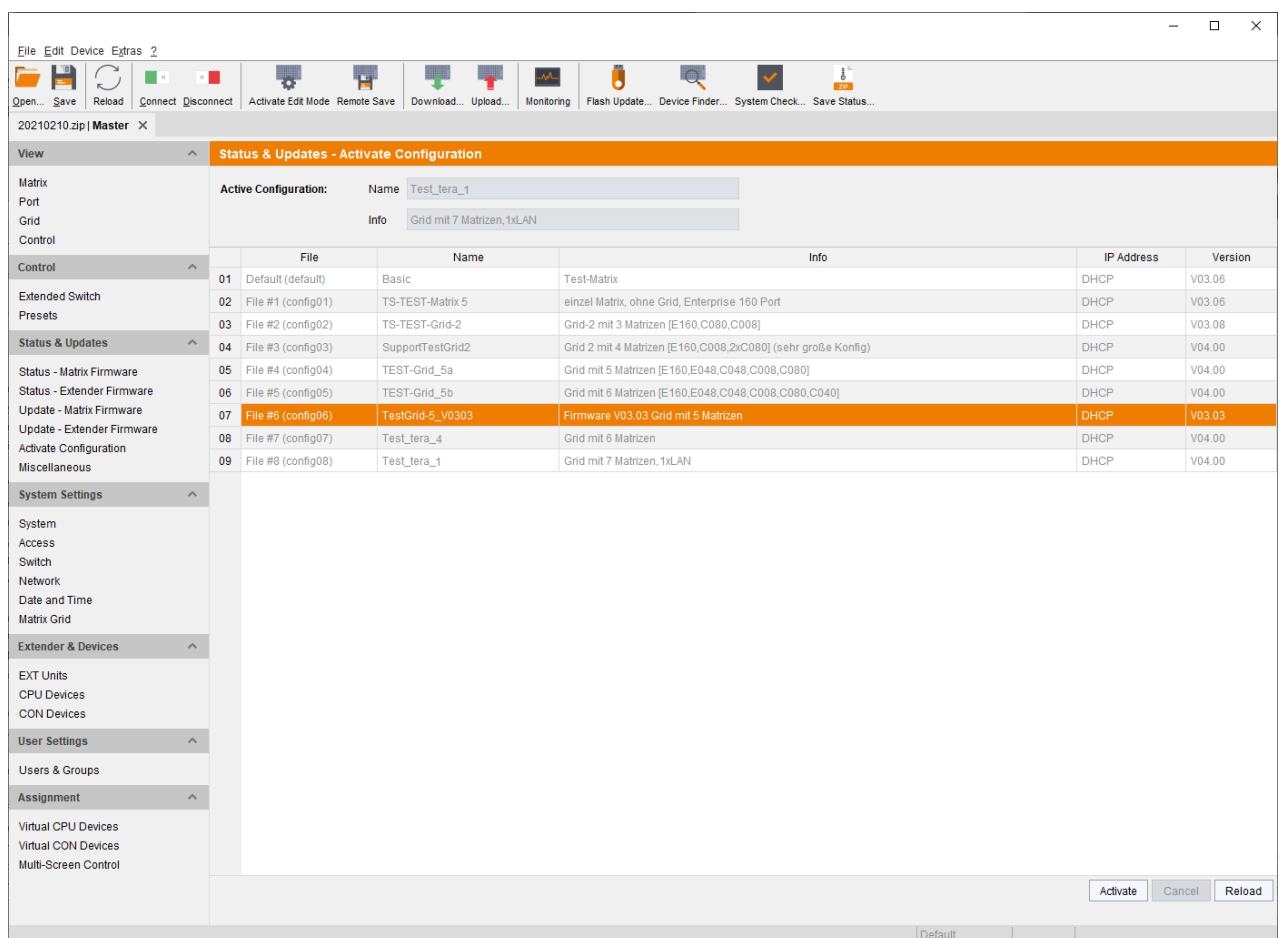 File Edit Device Extras ?
Open... Save Reload Connect Disconnect Activate Edit Mode Remote Save Download... Upload... Monitoring Flash Update... Device Finder... System Check... Save Status...
ZIP
20210210.zip | Master
View
Matrix
Port
Grid
Control
Control
Extended Switch
Presets
Status & Updates
Status - Matrix Firmware
Status - Extender Firmware
Update - Matrix Firmware
Update - Extender Firmware
Activate Configuration
Miscellaneous
System Settings
System
Access
Switch
Network
Date and Time
Matrix Grid
Extender & Devices
EXT Units
CPU Devices
CON Devices
User Settings
Users & Groups
Assignment
Virtual CPU Devices
Virtual CON Devices
Multi-Screen Control
Status & Updates - Activate Configuration
Active Configuration: Name Test_tera_1
Info Grid mit 7 Matrizen,1xLAN
File Name Info IP Address Version
01 Default (default) Basic Test-Matrix DHCP V03.06
02 File #1 (config01) TS-TEST-Matrix 5 einzel Matrix, ohne Grid, Enterprise 160 Port DHCP V03.06
03 File #2 (config02) TS-TEST-Grid-2 Grid-2 mit 3 Matrizen [E160,C080,C008] DHCP V03.08
04 File #3 (config03) SupportTestGrid2 Grid 2 mit 4 Matrizen [E160,C008,2xC080] (sehr große Konfig) DHCP V04.00
05 File #4 (config04) TEST-Grid_5a Grid mit 5 Matrizen [E160,E048,C048,C008,C080] DHCP V04.00
06 File #5 (config05) TEST-Grid_5b Grid mit 6 Matrizen [E160,E048,C048,C008,C080,C040] DHCP V04.00
07 File #6 (config06) TestGrid-5_V0303 Firmware V03.03 Grid mit 5 Matrizen DHCP V03.03
08 File #7 (config07) Test_tera_4 Grid mit 6 Matrizen DHCP V04.00
09 File #8 (config08) Test_tera_1 Grid mit 7 Matrizen,1xLAN DHCP V04.00
Activate Cancel Reload
Default